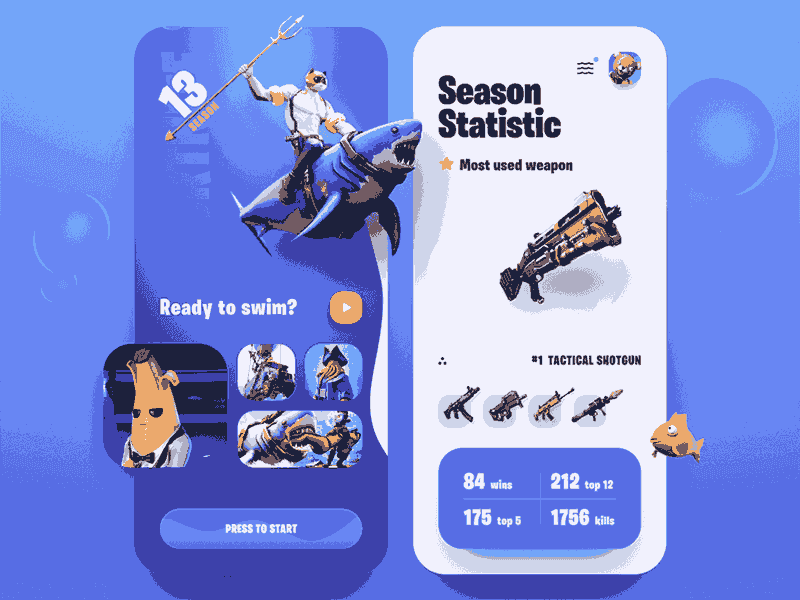 13
SEASON
Ready to swim?
PRESS TO START
Season
Statistic
Most used weapon
#1 TACTICAL SHOTGUN
84 wins
212 top 12
175 top 5
1756 kills